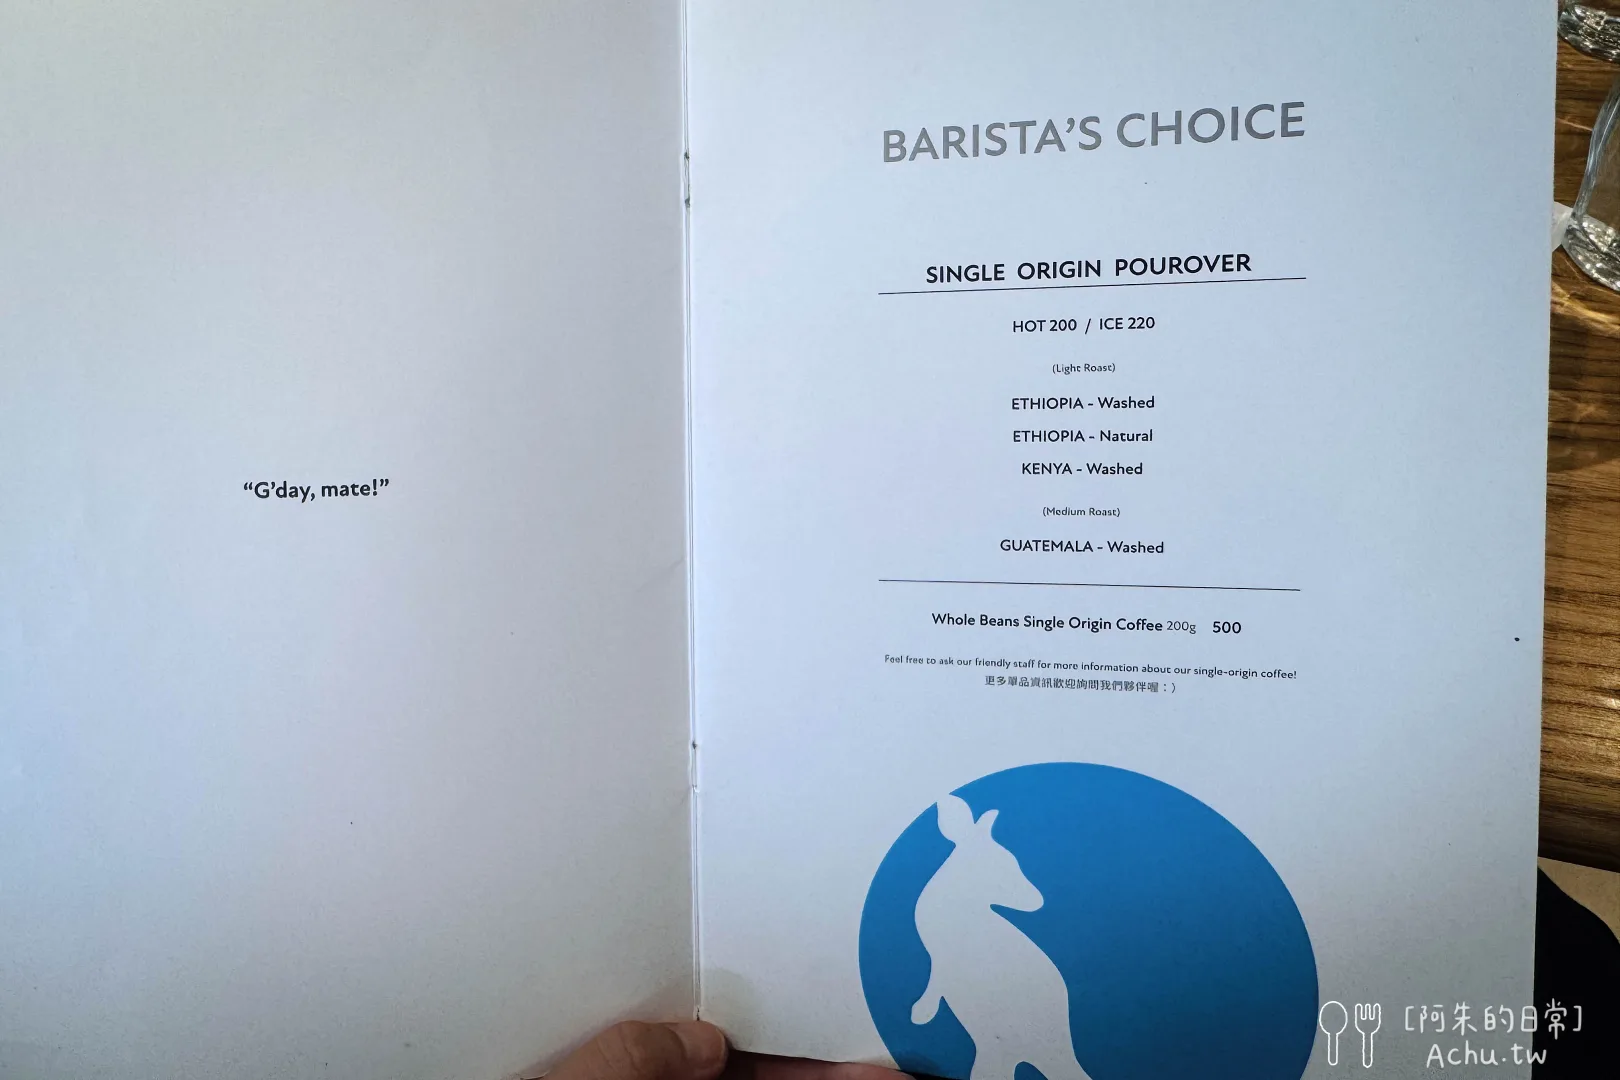 “G’day, mate!”
BARISTA’S CHOICE
SINGLE ORIGIN POUROVER
HOT 200 / ICE 220
(Light Roast)
ETHIOPIA - Washed
ETHIOPIA - Natural
KENYA - Washed
(Medium Roast)
GUATEMALA - Washed
Whole Beans Single Origin Coffee 200g 500
Feel free to ask our friendly staff for more information about our single-origin coffee!
更多單品資訊歡迎詢問我們夥伴喔：）
[阿朱的日常]
Achu.tw